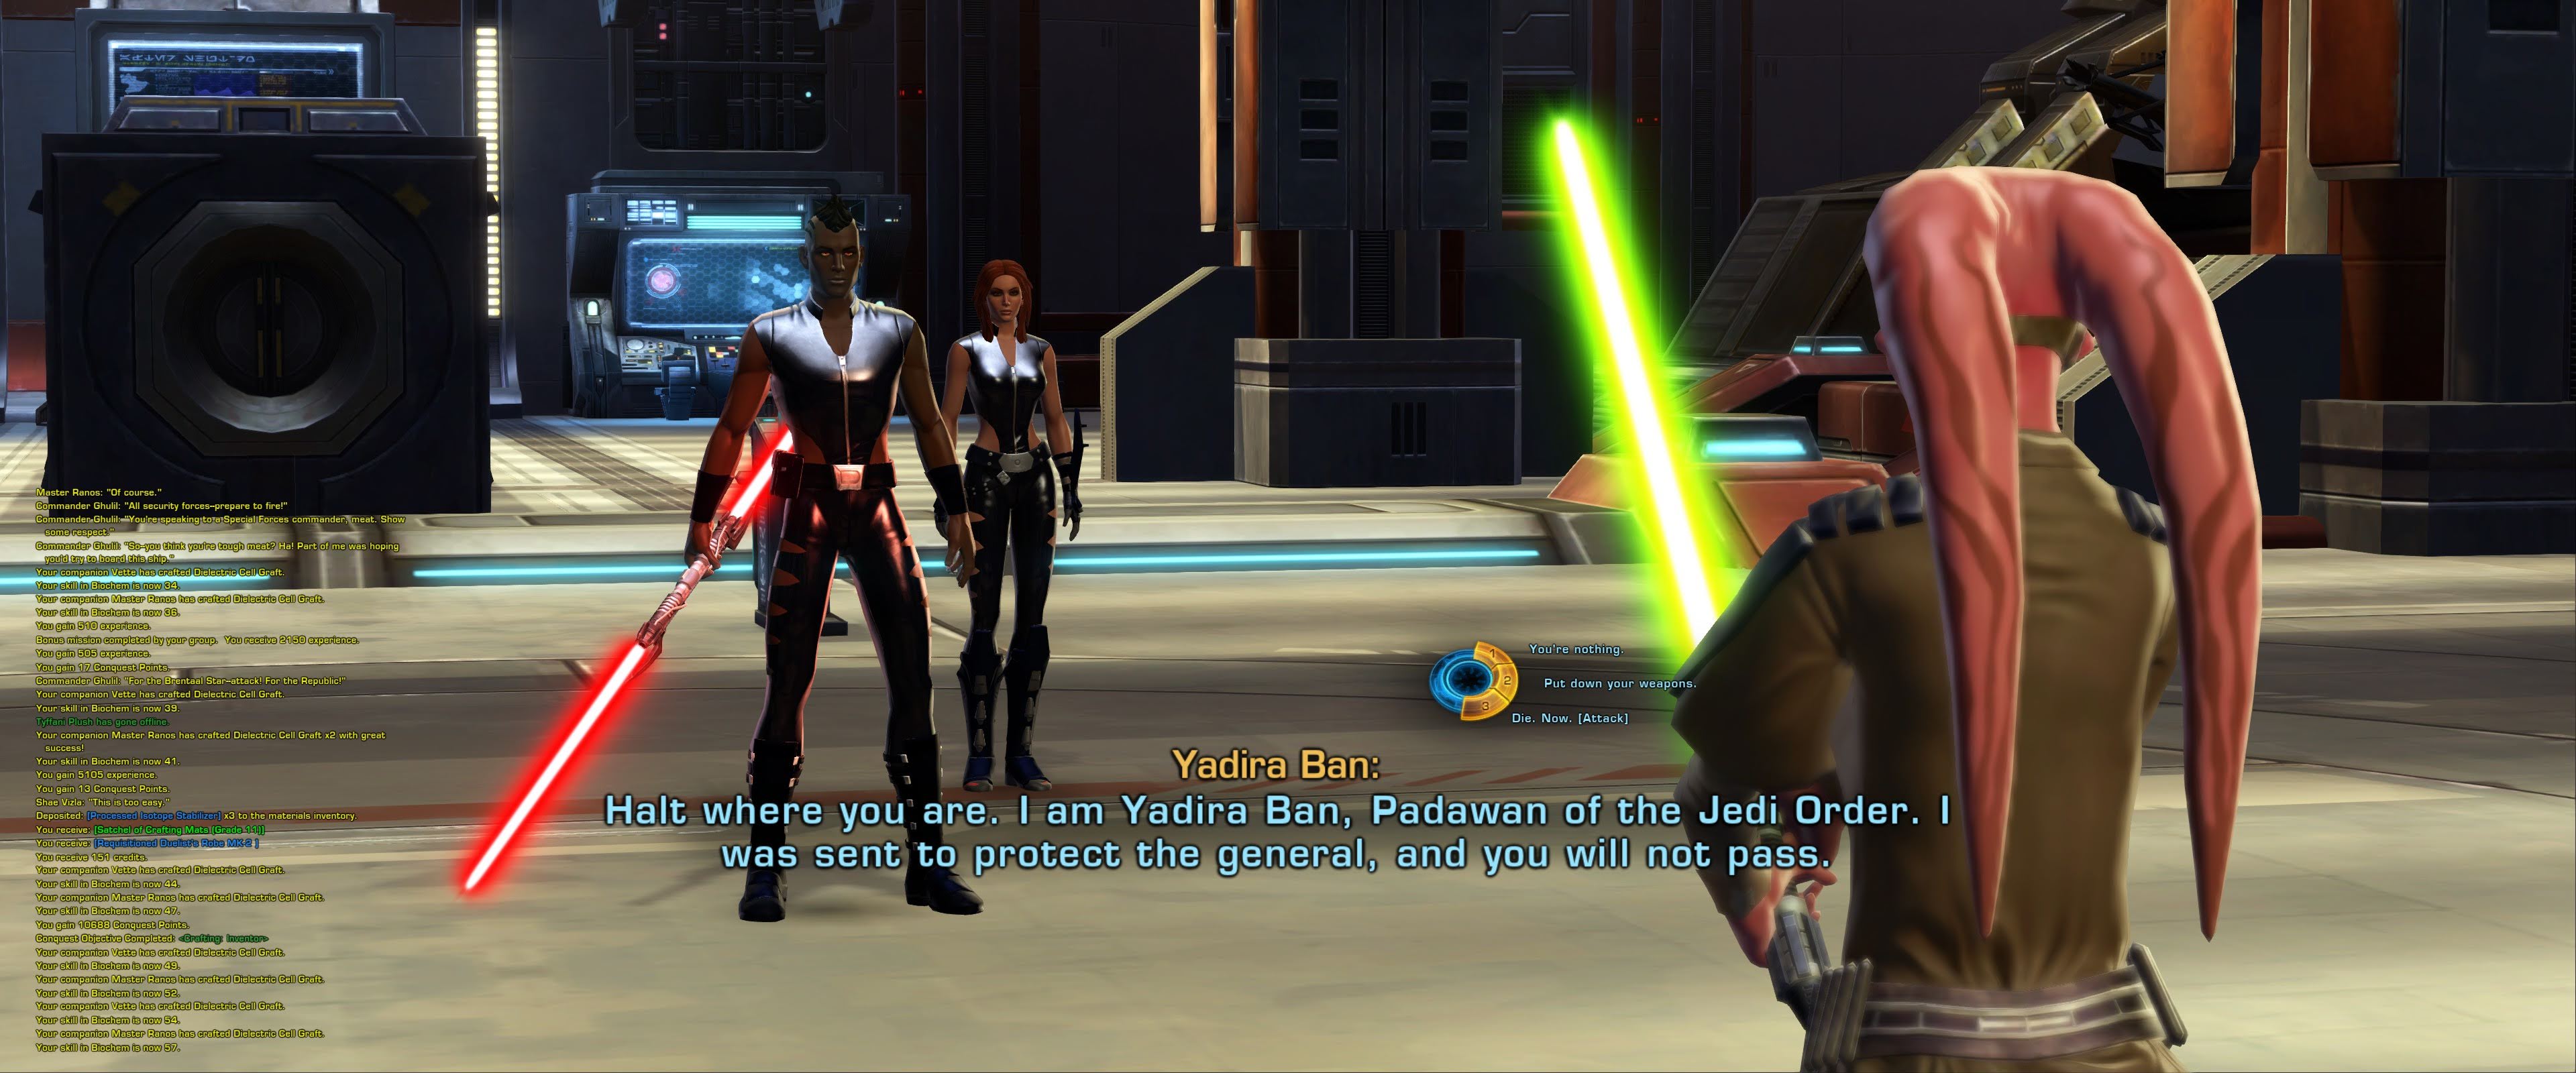 Master Ranos: "Of course."
Commander Ghulil: "All security forces—prepare to fire!"
Commander Ghulil: "You're speaking to a Special Forces commander, meat. Show
some respect."
Commander Ghulil: "So—you think you're tough meat? Ha! Part of me was hoping
you'd try to board this ship."
Your companion Vette has crafted Dielectric Cell Graft.
Your skill in Biochem is now 34.
Your companion Master Ranos has crafted Dielectric Cell Graft.
Your skill in Biochem is now 36.
You gain 510 experience.
Bonus mission completed by your group. You receive 2150 experience.
You gain 505 experience.
You gain 17 Conquest Points.
Commander Ghulil: "For the Brentaal Star—attack! For the Republic!"
Your companion Vette has crafted Dielectric Cell Graft.
Your skill in Biochem is now 39.
Tyffani Plush has gone offline.
Your companion Master Ranos has crafted Dielectric Cell Graft x2 with great
success!
Your skill in Biochem is now 41.
You gain 5105 experience.
You gain 13 Conquest Points.
Shae Vizla: "This is too easy."
Deposited: [Processed Isotope Stabilizer] x3 to the materials inventory.
You receive: [Satchel of Crafting Mats (Grade 11)]
You receive: [Requisitioned Duelist's Robe MK-2 ]
You receive 151 credits.
Your companion Vette has crafted Dielectric Cell Graft.
Your skill in Biochem is now 44.
Your companion Master Ranos has crafted Dielectric Cell Graft.
Your skill in Biochem is now 47.
You gain 10688 Conquest Points.
Conquest Objective Completed: <Crafting: Inventor>
Your companion Vette has crafted Dielectric Cell Graft.
Your skill in Biochem is now 49.
Your companion Master Ranos has crafted Dielectric Cell Graft.
Your skill in Biochem is now 52.
Your companion Vette has crafted Dielectric Cell Graft.
Your skill in Biochem is now 54.
Your companion Master Ranos has crafted Dielectric Cell Graft.
Your skill in Biochem is now 57.
1 You're nothing.
2 Put down your weapons.
3 Die. Now. [Attack]
Yadira Ban:
Halt where you are. I am Yadira Ban, Padawan of the Jedi Order. I
was sent to protect the general, and you will not pass.